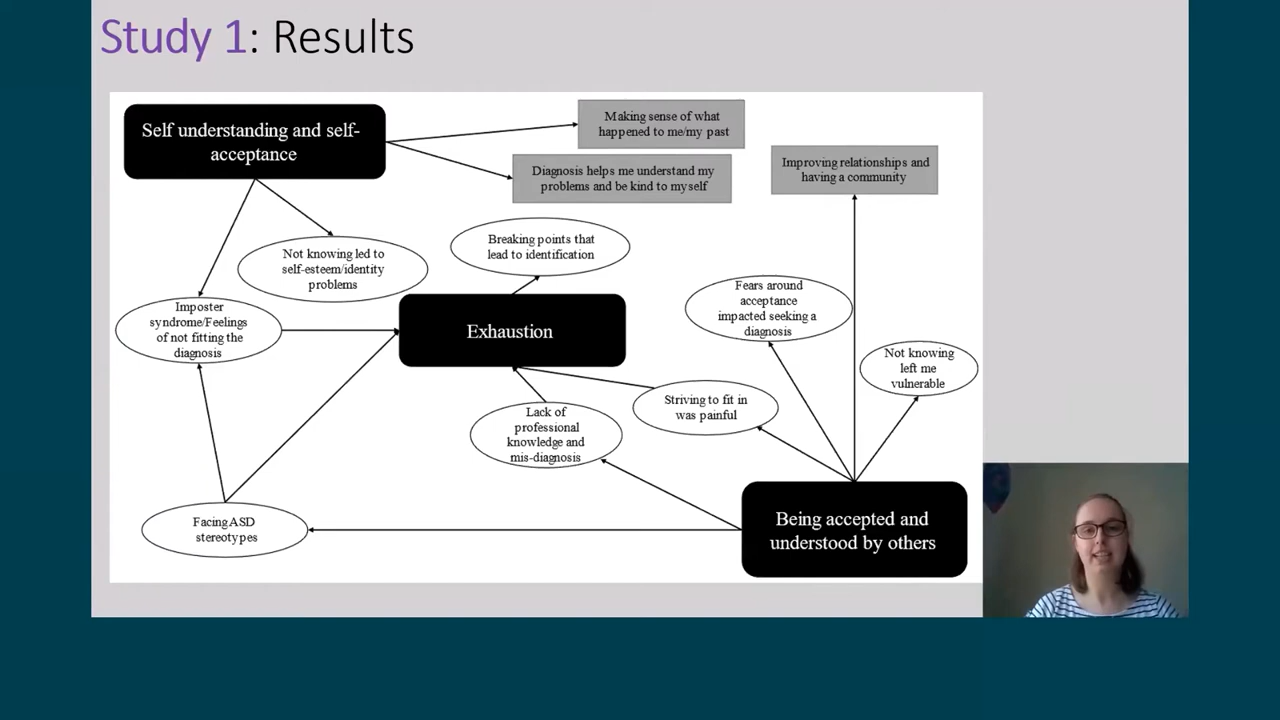 Study 1: Results
Self understanding and self-
acceptance
Making sense of what
happened to me/my past
Diagnosis helps me understand my
problems and be kind to myself
Improving relationships and
having a community
Breaking points that
lead to identification
Not knowing led to
self-esteem/identity
problems
Imposter
syndrome/Feelings
of not fitting the
diagnosis
Exhaustion
Fears around
acceptance
impacted seeking a
diagnosis
Not knowing
left me
vulnerable
Striving to fit in
was painful
Lack of
professional
knowledge and
mis-diagnosis
Facing ASD
stereotypes
Being accepted and
understood by others